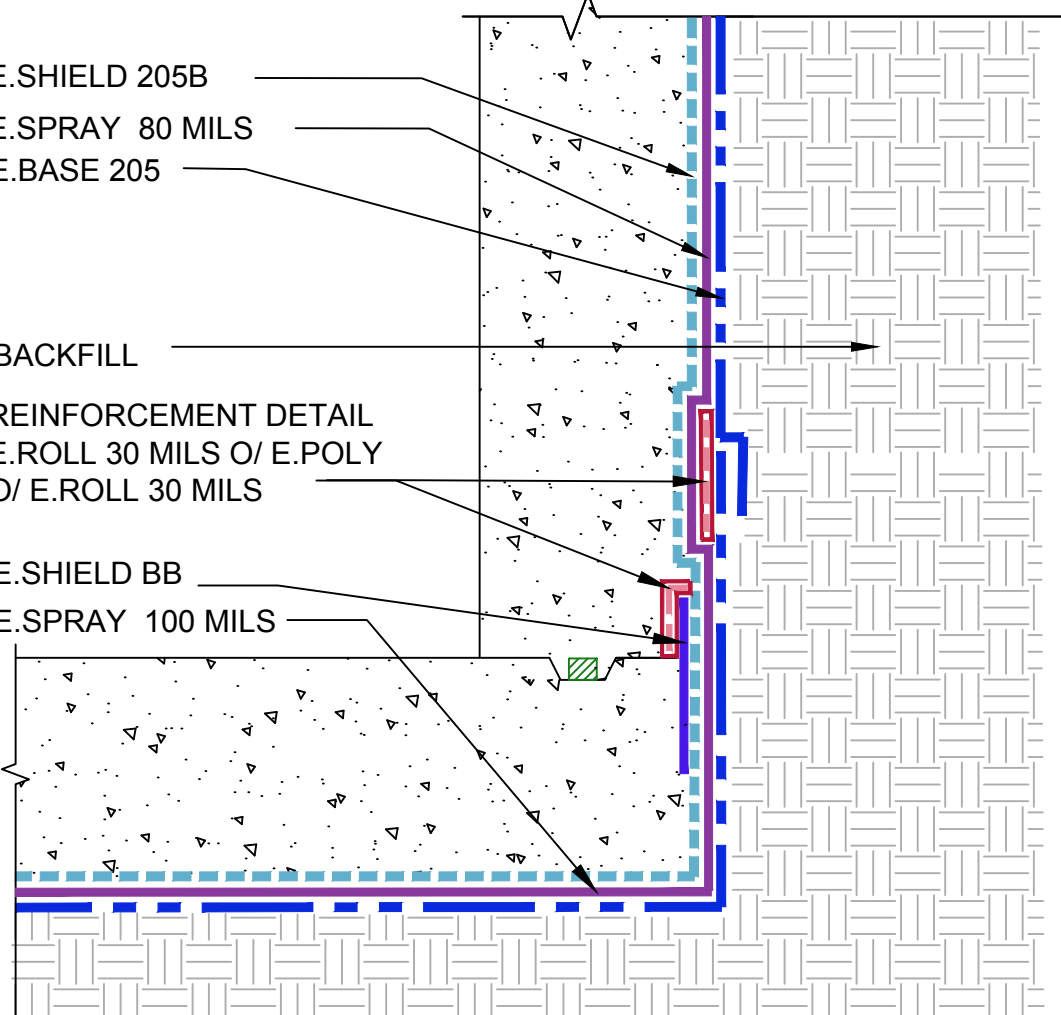 E.SHIELD 205B
E.SPRAY 80 MILS
E.BASE 205
BACKFILL
REINFORCEMENT DETAIL
E.ROLL 30 MILS O/ E.POLY
O/ E.ROLL 30 MILS
E.SHIELD BB
E.SPRAY 100 MILS